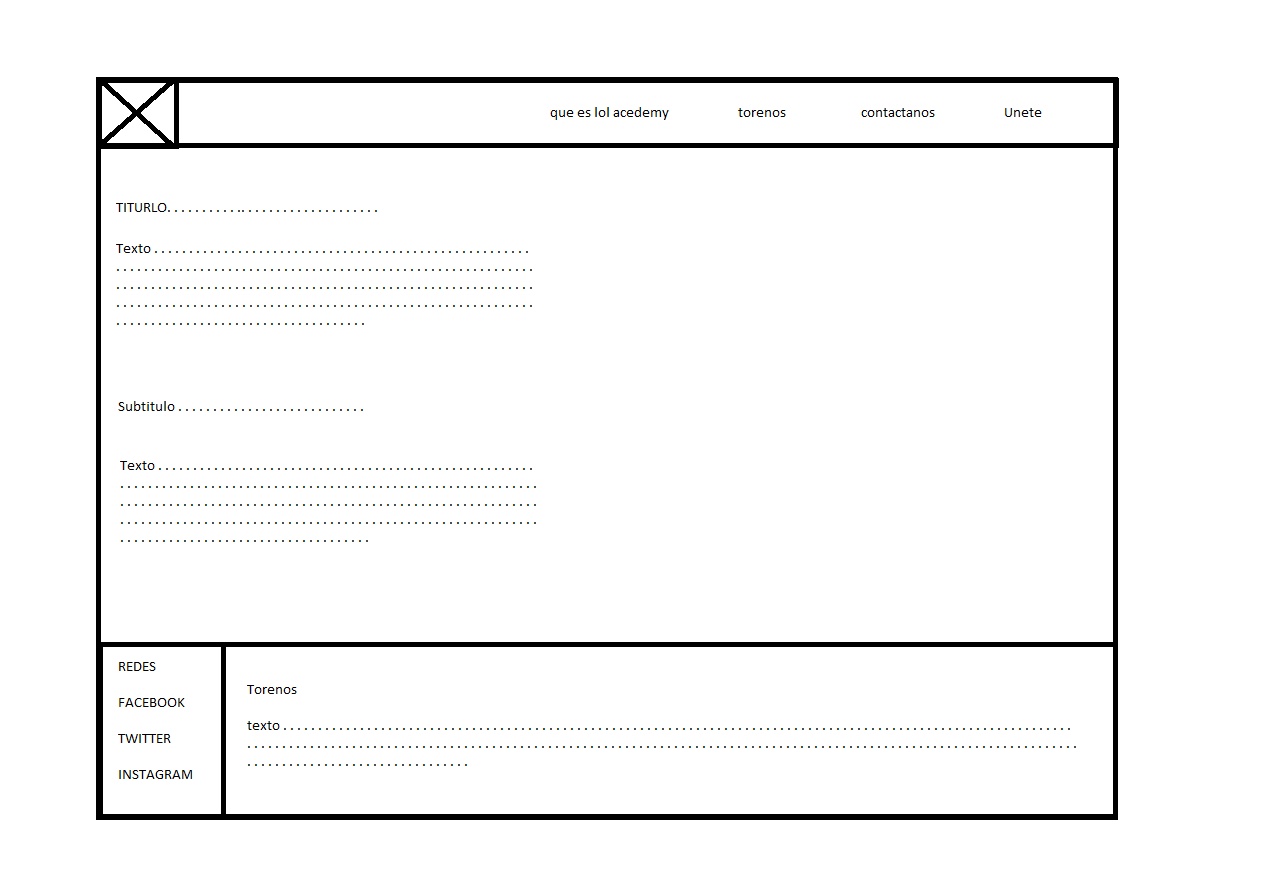 que es lol acedemy torenos contactanos Unete
TITURLO. . . . . . . . . . .. . . . . . . . . . . . . . . . . . . .
Texto . . . . . . . . . . . . . . . . . . . . . . . . . . . . . . . . . . . . . . . . . . . . . . . . . . . . . .
. . . . . . . . . . . . . . . . . . . . . . . . . . . . . . . . . . . . . . . . . . . . . . . . . . . . . . . . . . . .
. . . . . . . . . . . . . . . . . . . . . . . . . . . . . . . . . . . . . . . . . . . . . . . . . . . . . . . . . . . .
. . . . . . . . . . . . . . . . . . . . . . . . . . . . . . . . . . . . . . . . . . . . . . . . . . . . . . . . . . . .
. . . . . . . . . . . . . . . . . . . . . . . . . . . . . . . . . . . .
Subtitulo . . . . . . . . . . . . . . . . . . . . . . . . . . .
Texto . . . . . . . . . . . . . . . . . . . . . . . . . . . . . . . . . . . . . . . . . . . . . . . . . . . . . .
. . . . . . . . . . . . . . . . . . . . . . . . . . . . . . . . . . . . . . . . . . . . . . . . . . . . . . . . . . . .
. . . . . . . . . . . . . . . . . . . . . . . . . . . . . . . . . . . . . . . . . . . . . . . . . . . . . . . . . . . .
. . . . . . . . . . . . . . . . . . . . . . . . . . . . . . . . . . . . . . . . . . . . . . . . . . . . . . . . . . . .
. . . . . . . . . . . . . . . . . . . . . . . . . . . . . . . . . . . .
REDES
FACEBOOK
TWITTER
INSTAGRAM
Torenos
texto . . . . . . . . . . . . . . . . . . . . . . . . . . . . . . . . . . . . . . . . . . . . . . . . . . . . . . . . . . . . . . . . . . . . . . . . . . . . . . . . . . . . . . . . . . . . . . . . . . . . . . . . . . . . . . . . . .
. . . . . . . . . . . . . . . . . . . . . . . . . . . . . . . . . . . . . . . . . . . . . . . . . . . . . . . . . . . . . . . . . . . . . . . . . . . . . . . . . . . . . . . . . . . . . . . . . . . . . . . . . . . . . . . . . . . . . . . .
. . . . . . . . . . . . . . . . . . . . . . . . . . . . . . . .